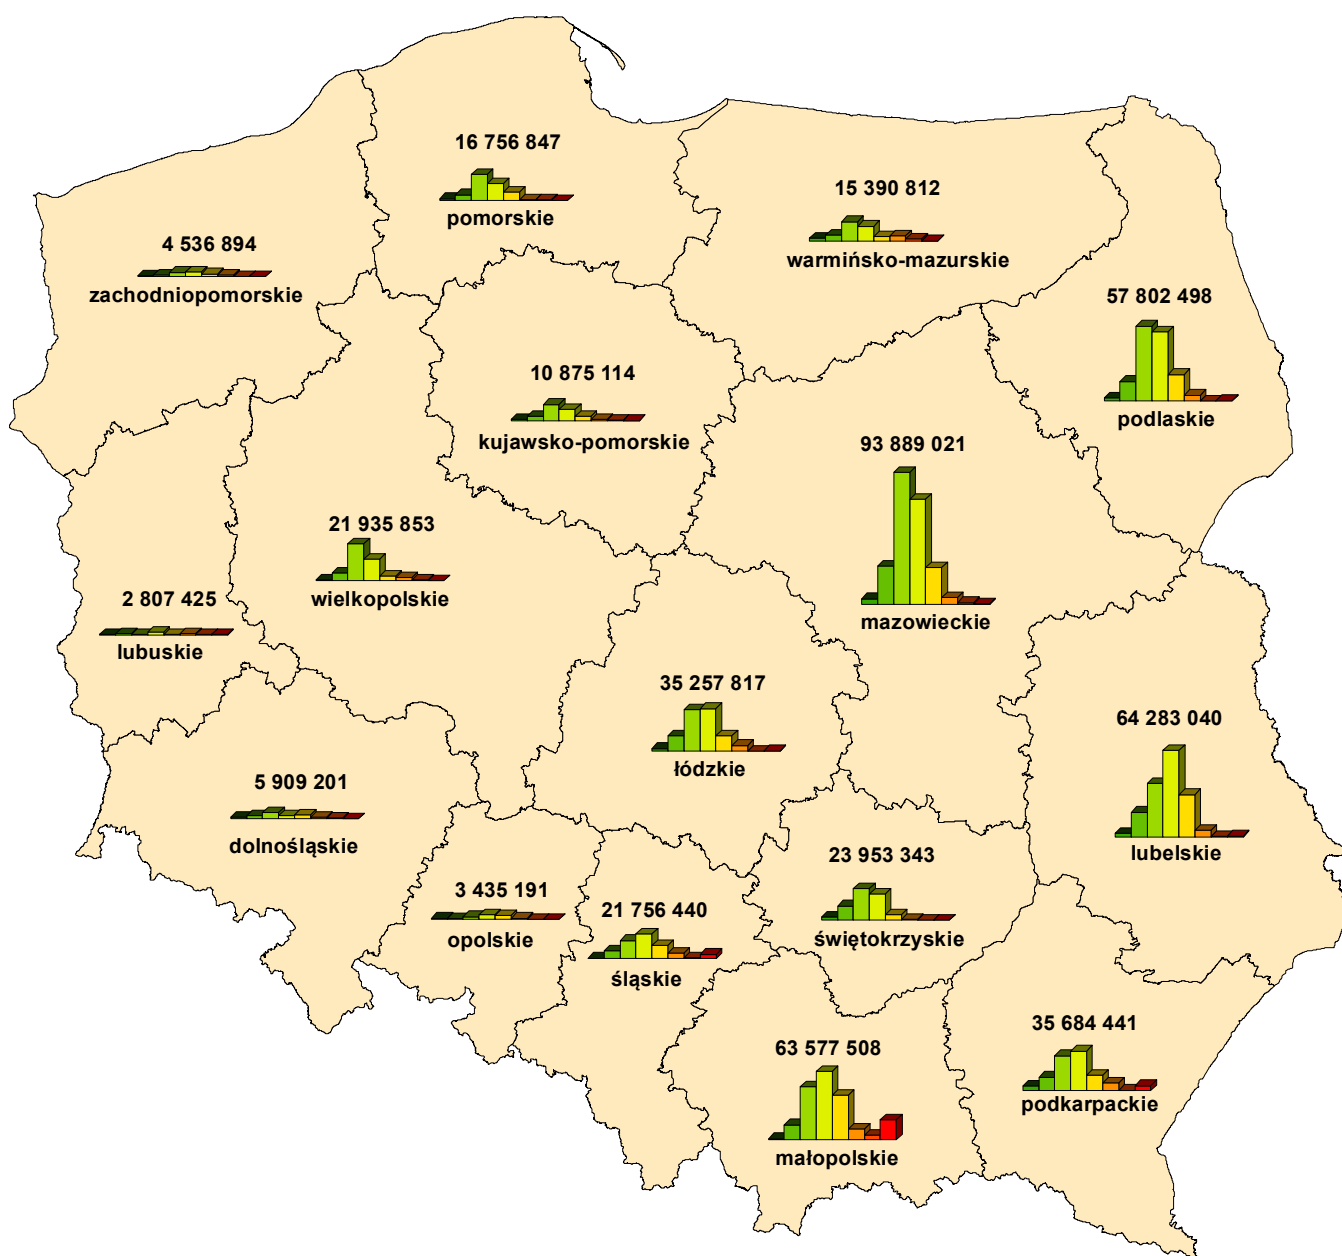 16 756 847
pomorskie
15 390 812
warmińsko-mazurskie
4 536 894
zachodniopomorskie
57 802 498
podlaskie
10 875 114
kujawsko-pomorskie
93 889 021
mazowieckie
21 935 853
wielkopolskie
2 807 425
lubuskie
35 257 817
łódzkie
64 283 040
lubelskie
5 909 201
dolnośląskie
23 953 343
świętokrzyskie
3 435 191
opolskie
21 756 440
śląskie
35 684 441
podkarpackie
63 577 508
małopolskie